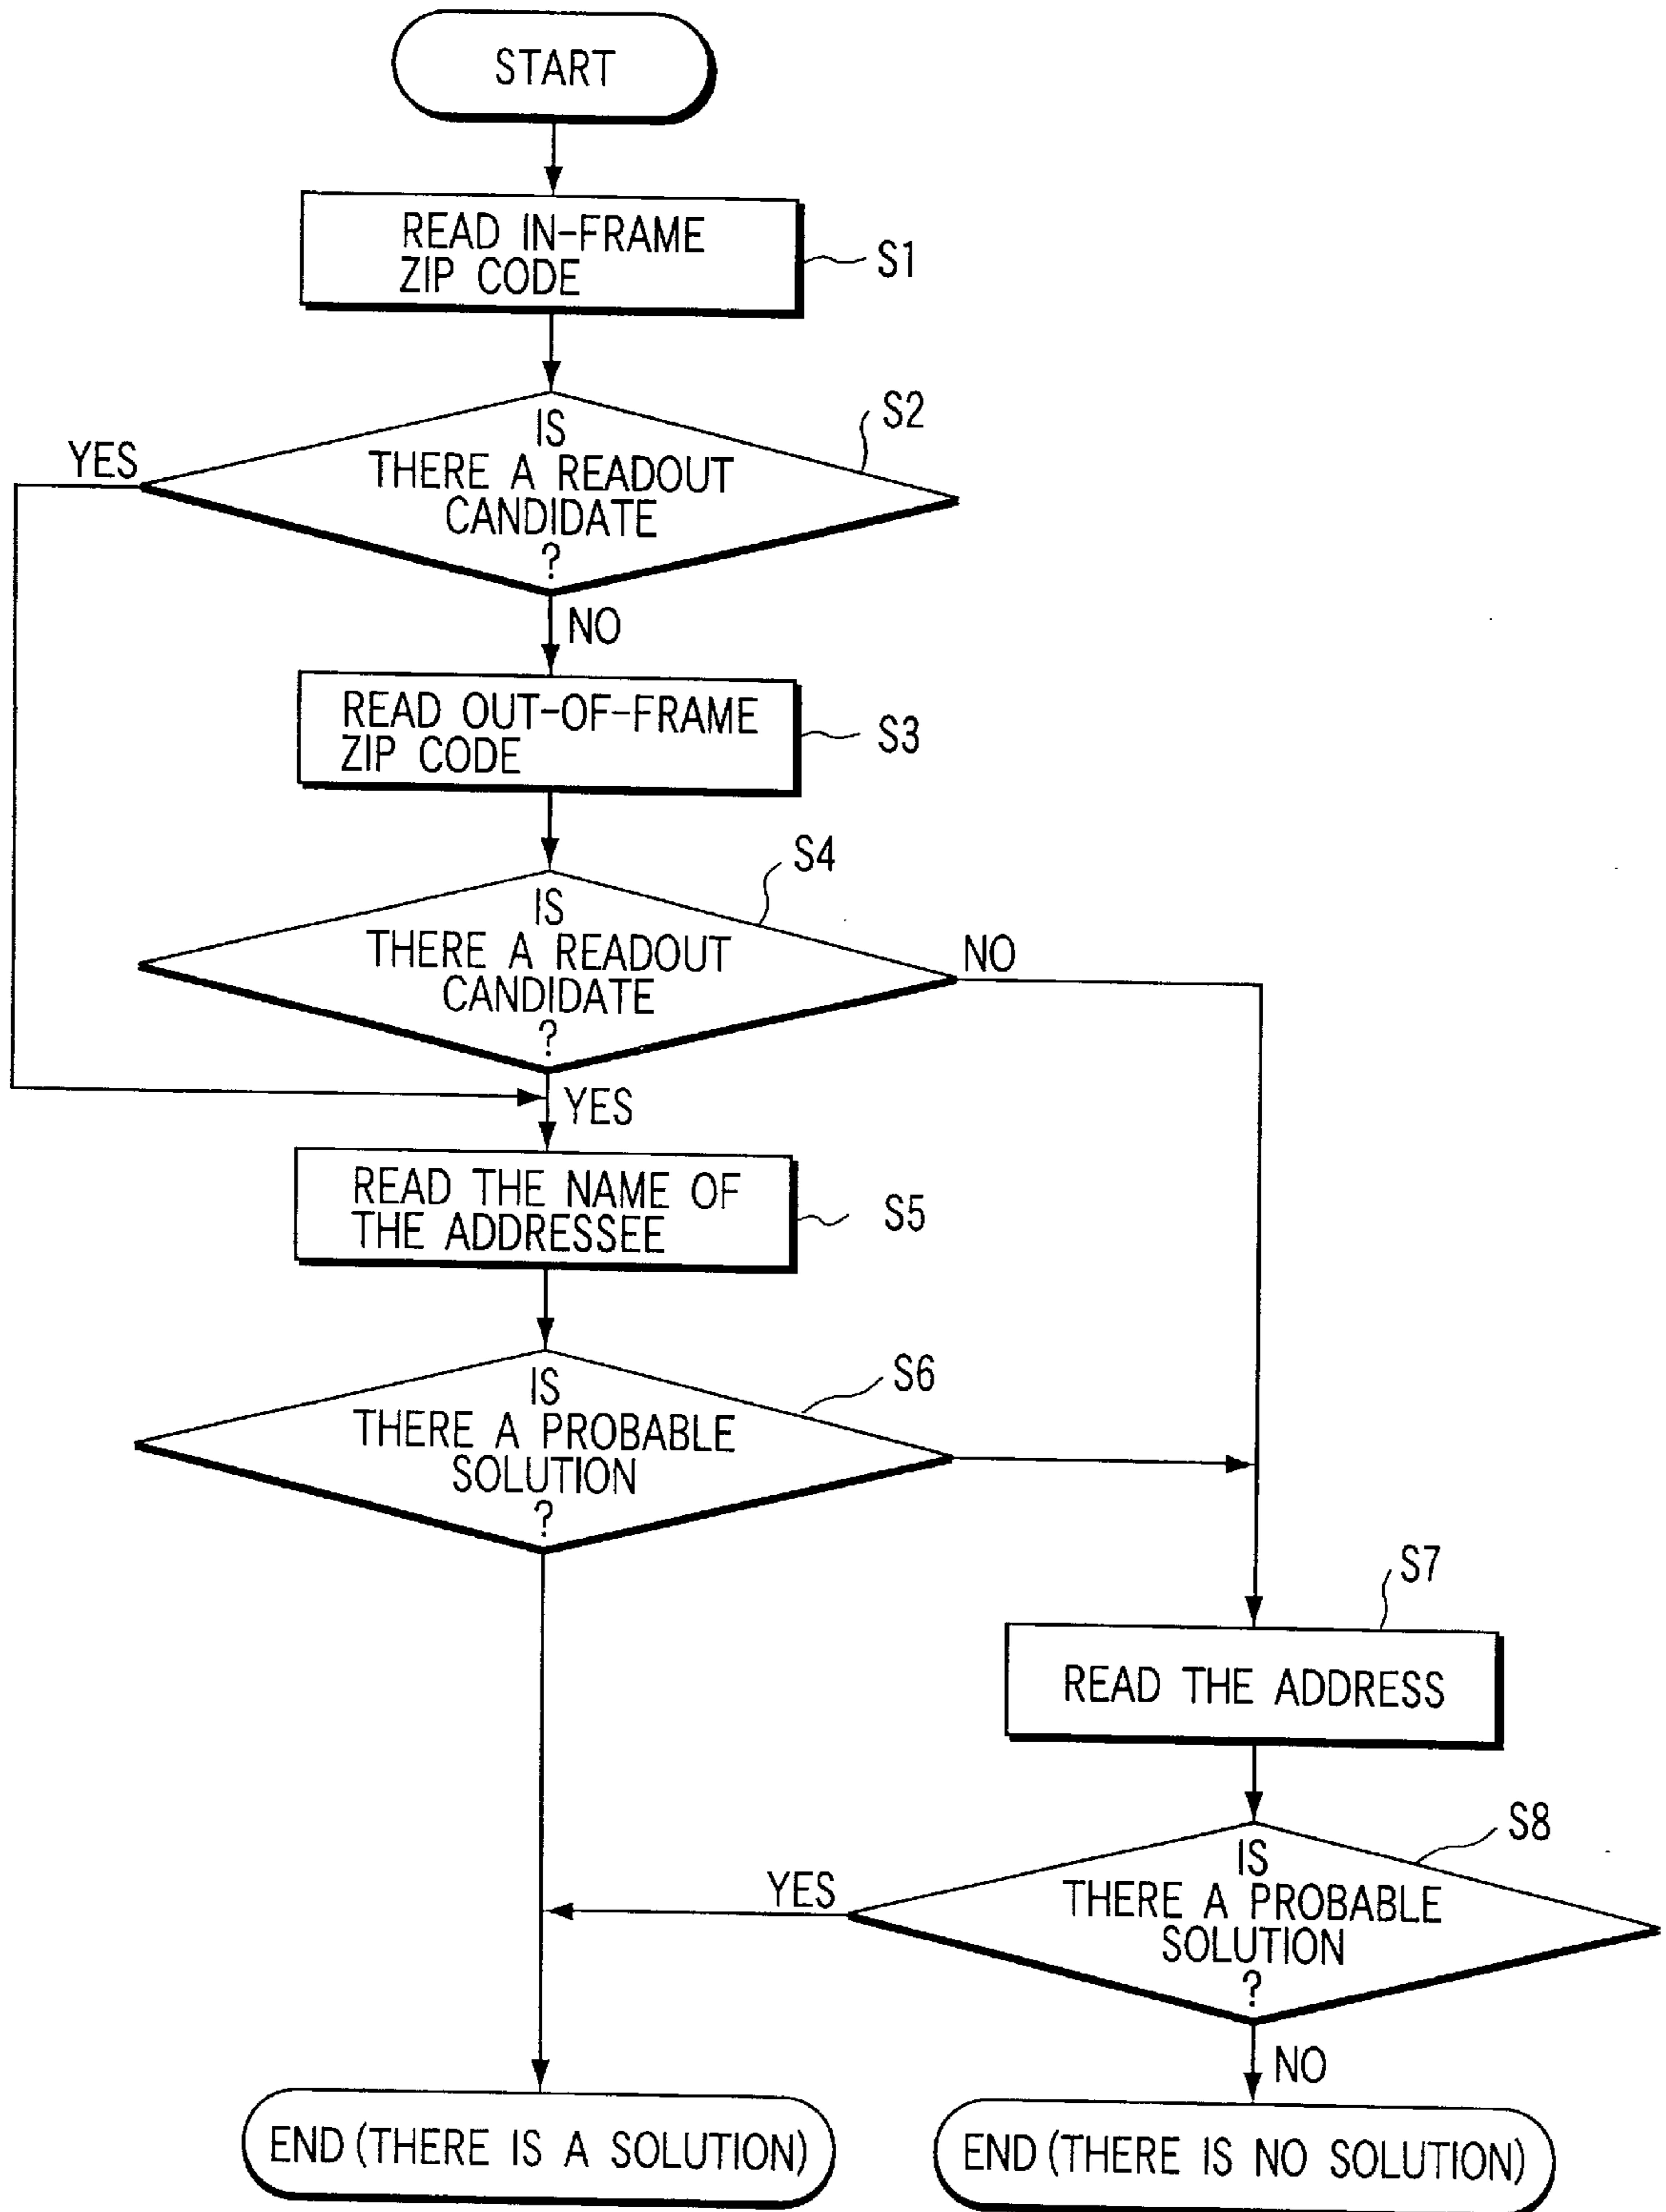 START
READ IN-FRAME
ZIP CODE
S1
S2
IS
THERE A READOUT
CANDIDATE
?
YES
NO
READ OUT-OF-FRAME
ZIP CODE
S3
S4
IS
THERE A READOUT
CANDIDATE
?
NO
YES
READ THE NAME OF
THE ADDRESSEE
S5
S6
IS
THERE A PROBABLE
SOLUTION
?
S7
READ THE ADDRESS
S8
IS
THERE A PROBABLE
SOLUTION
?
YES
NO
END (THERE IS A SOLUTION)
END (THERE IS NO SOLUTION)